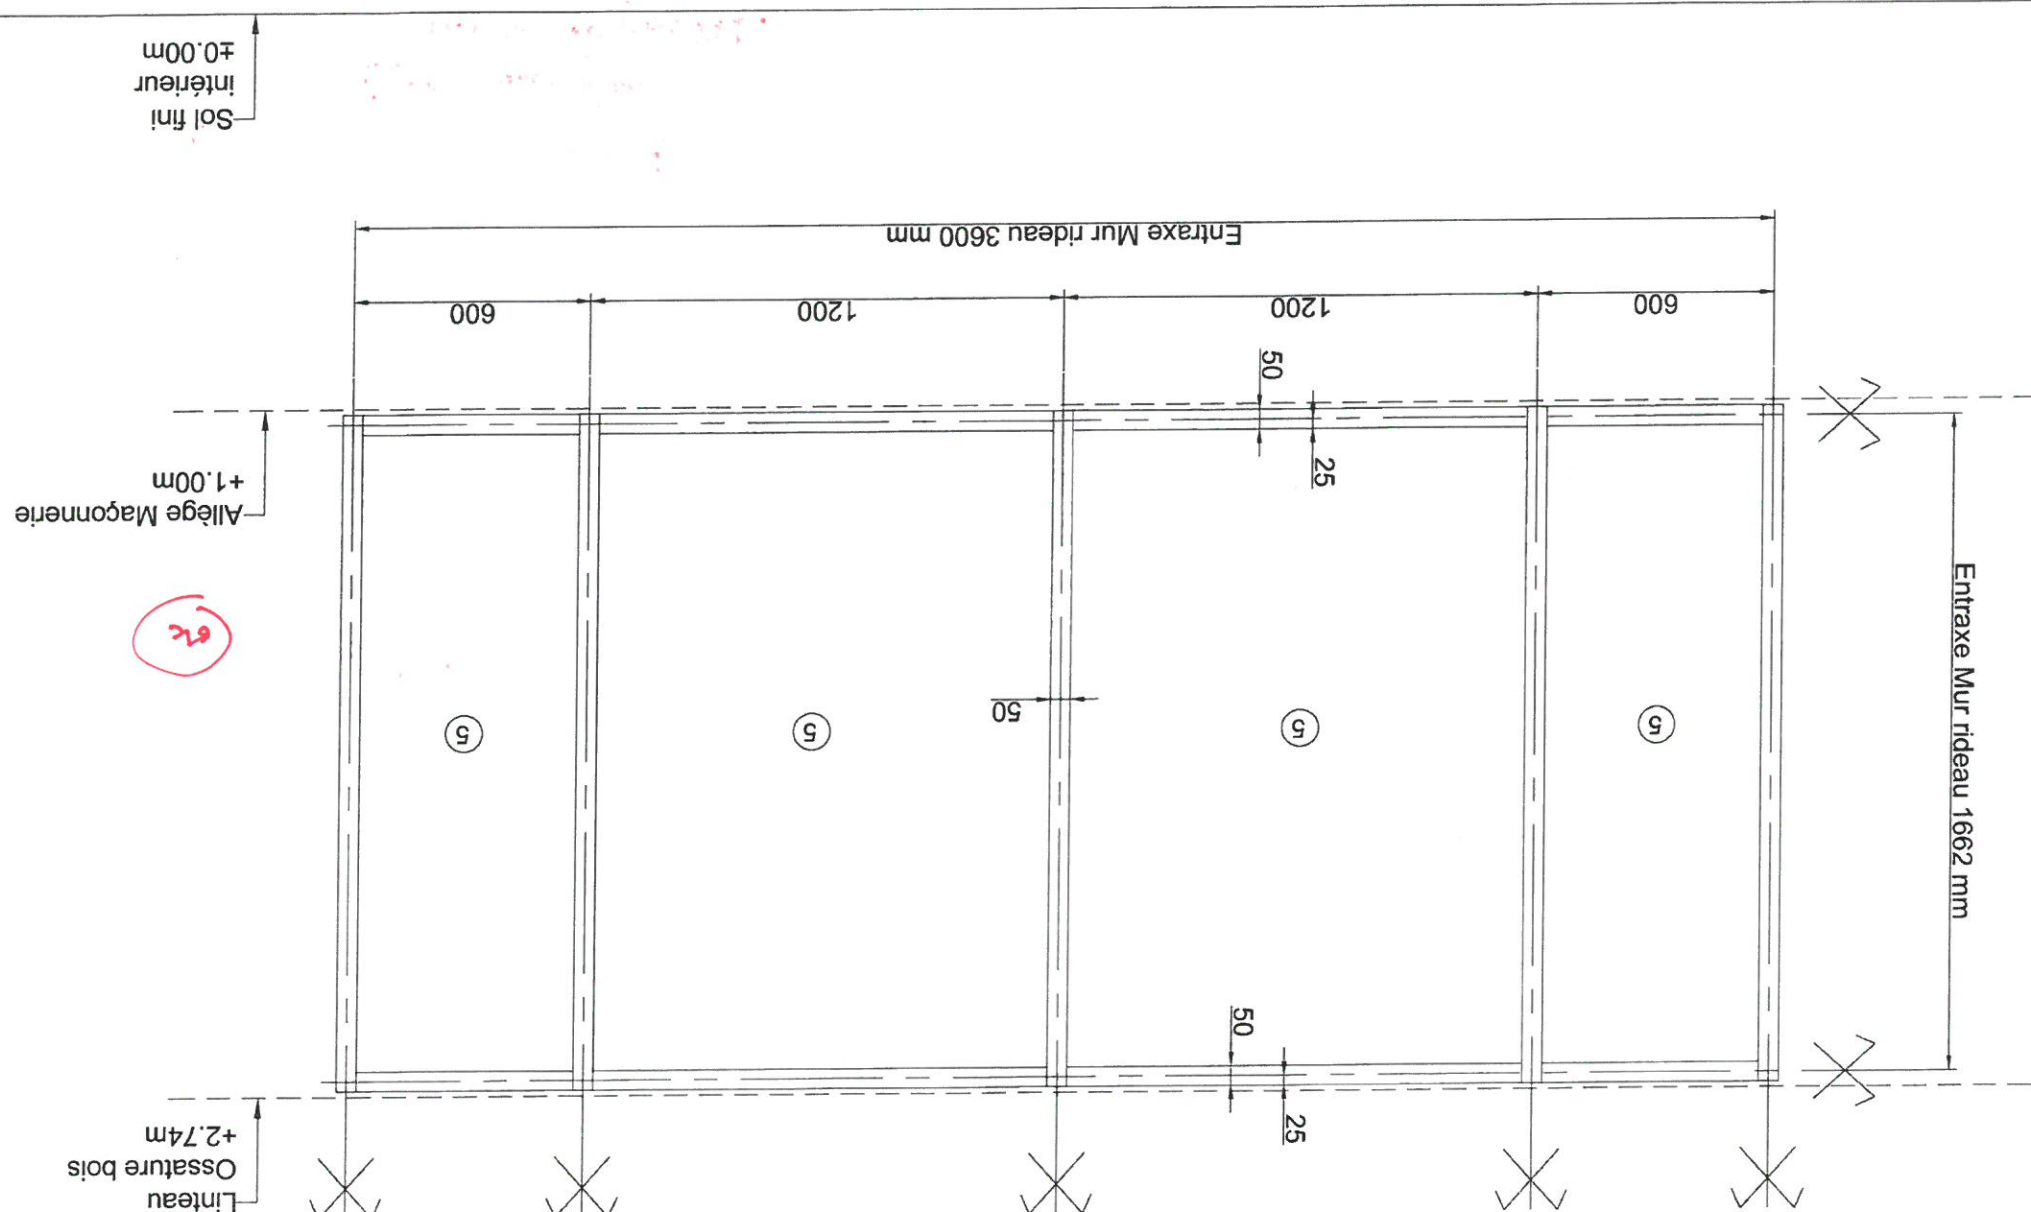 Linteau
Ossature bois
+2.74m
25
50
Entraxe Mur rideau 1662 mm
5
5
5
5
50
ok
Allège Maçonnerie
+1.00m
25
50
600
1200
1200
600
Entraxe Mur rideau 3600 mm
Sol fini
intérieur
±0.00m